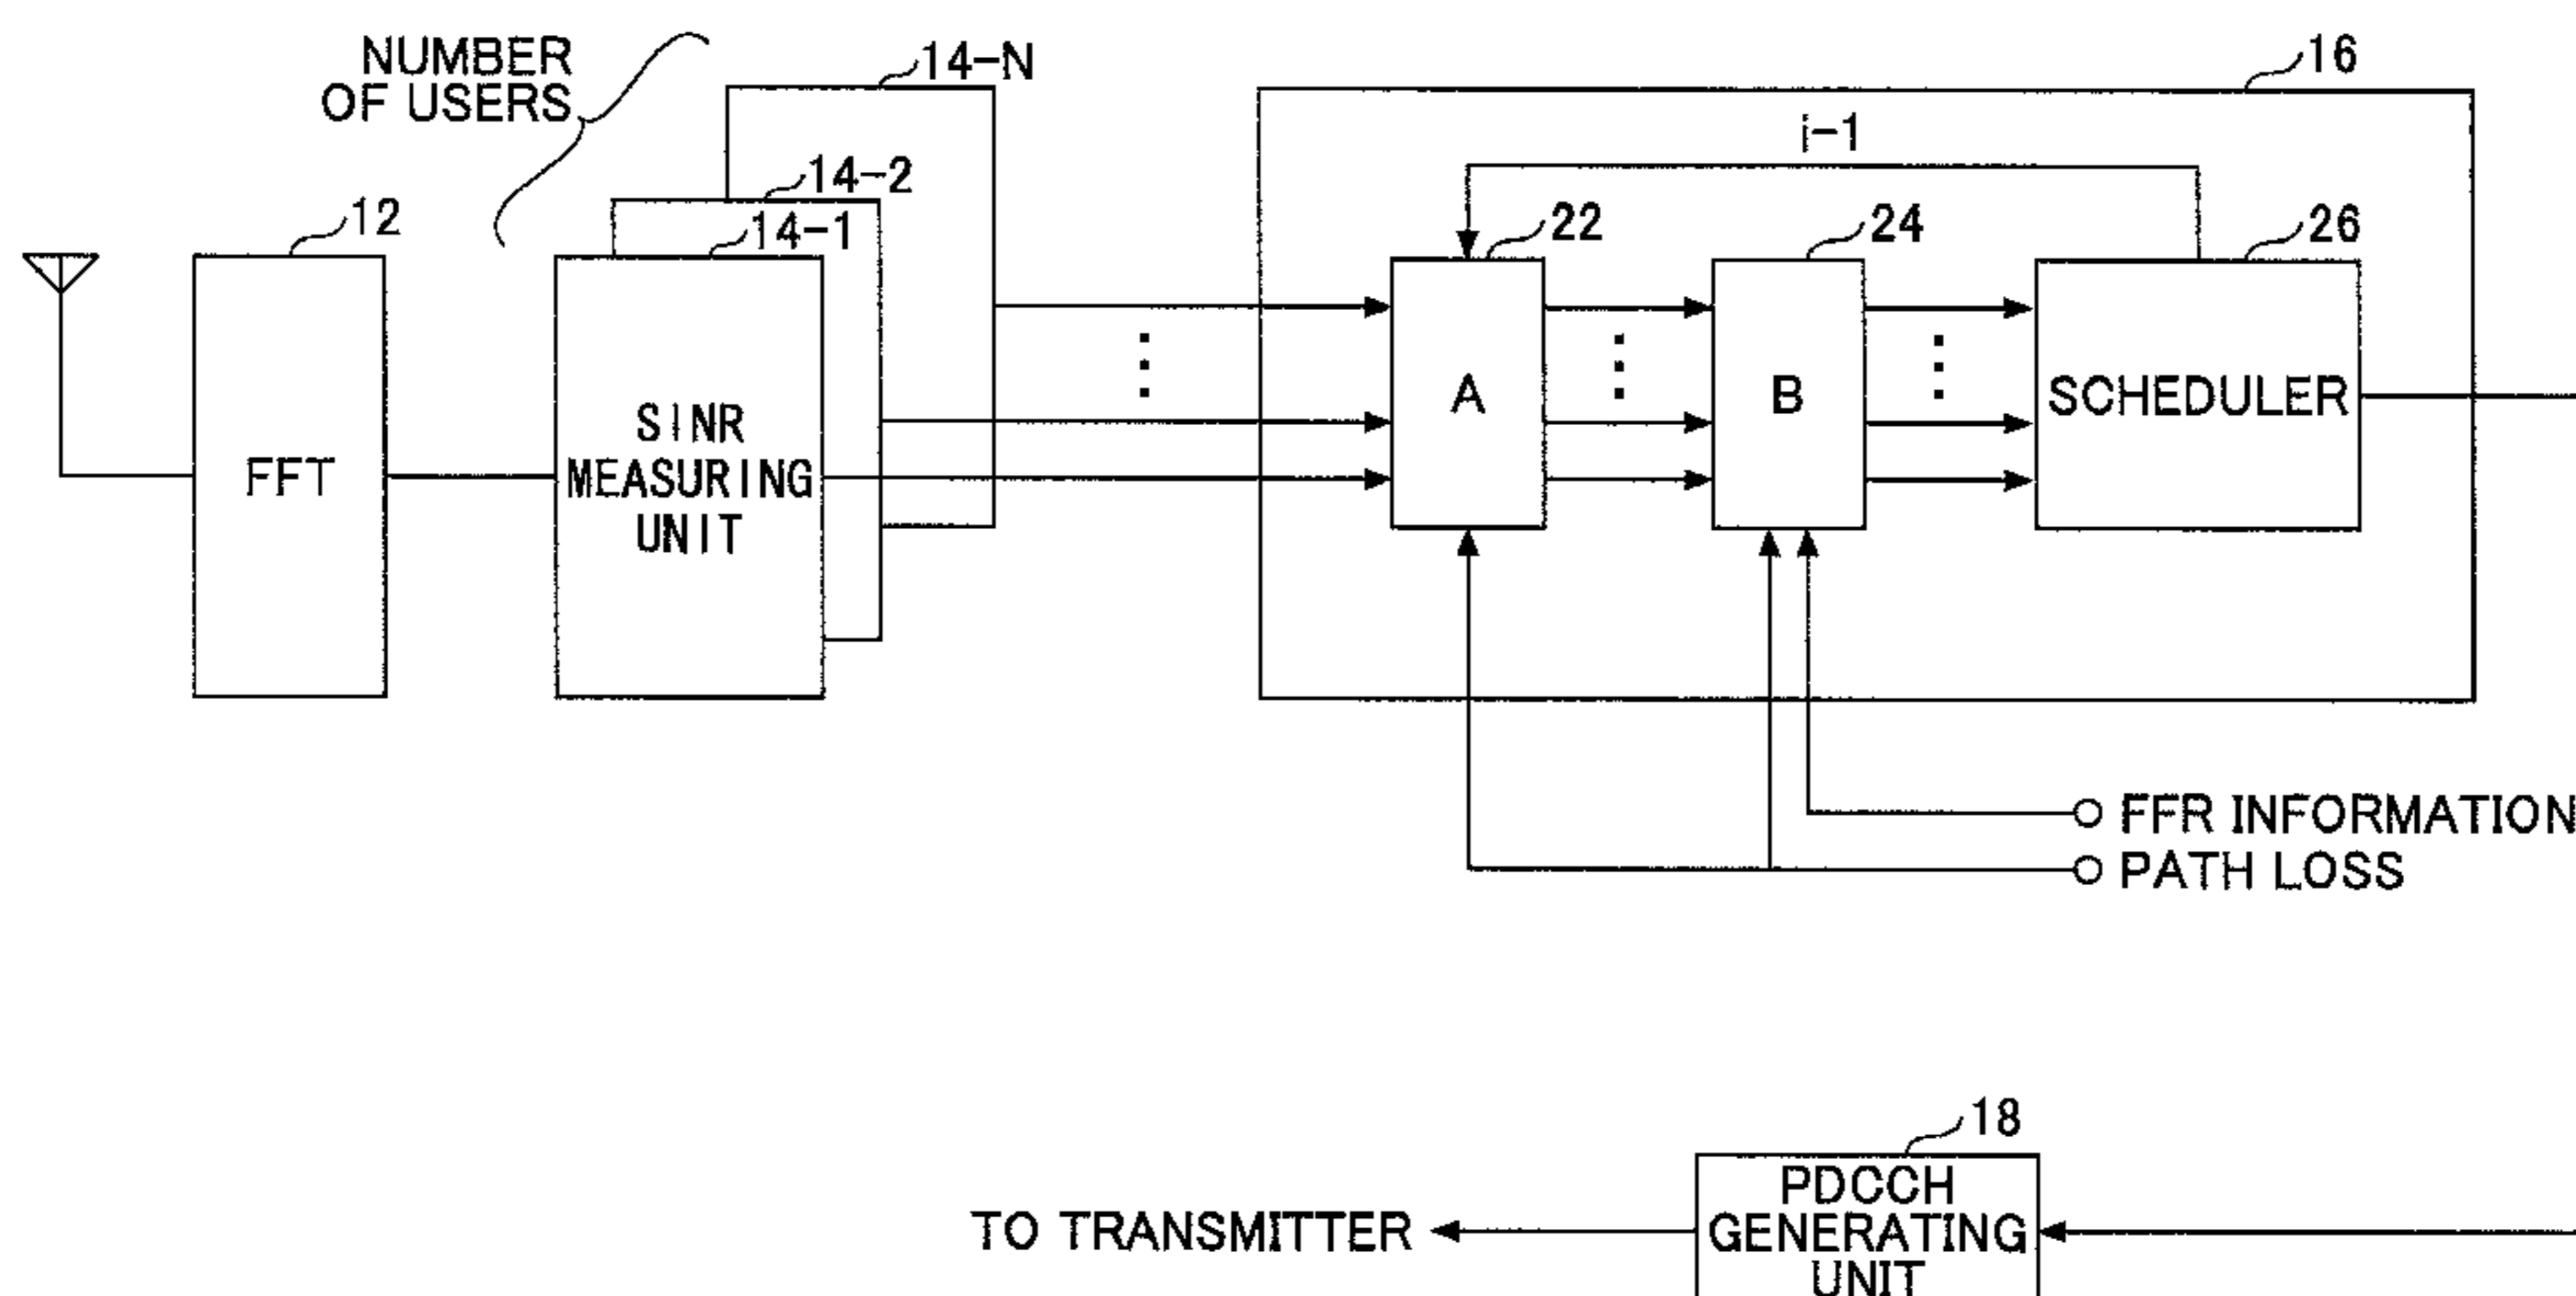 NUMBER
OF USERS
14-N
14-2
14-1
12
FFT
SINR
MEASURING
UNIT
16
i-1
22
24
26
A
B
SCHEDULER
FFR INFORMATION
PATH LOSS
18
PDCCH
GENERATING
UNIT
TO TRANSMITTER